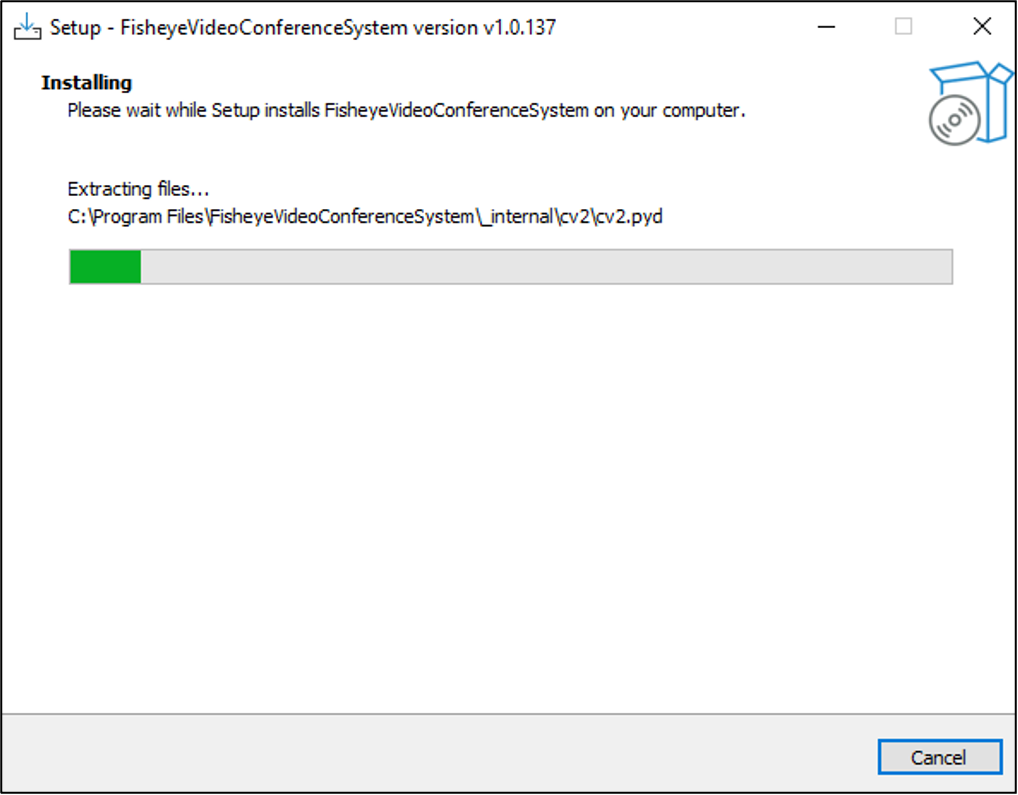 Setup - FisheyeVideoConferenceSystem version v1.0.137
Installing
Please wait while Setup installs FisheyeVideoConferenceSystem on your computer.
Extracting files...
C:\Program Files\FisheyeVideoConferenceSystem\_internal\cv2\cv2.pyd
Cancel